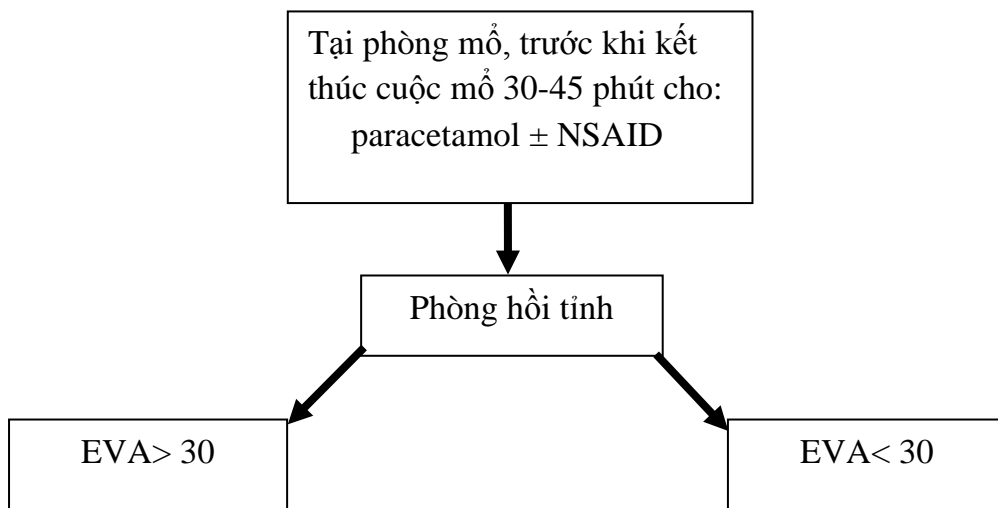 Tại phòng mổ, trước khi kết
thúc cuộc mổ 30-45 phút cho:
paracetamol ± NSAID
Phòng hồi tỉnh
EVA> 30
EVA< 30